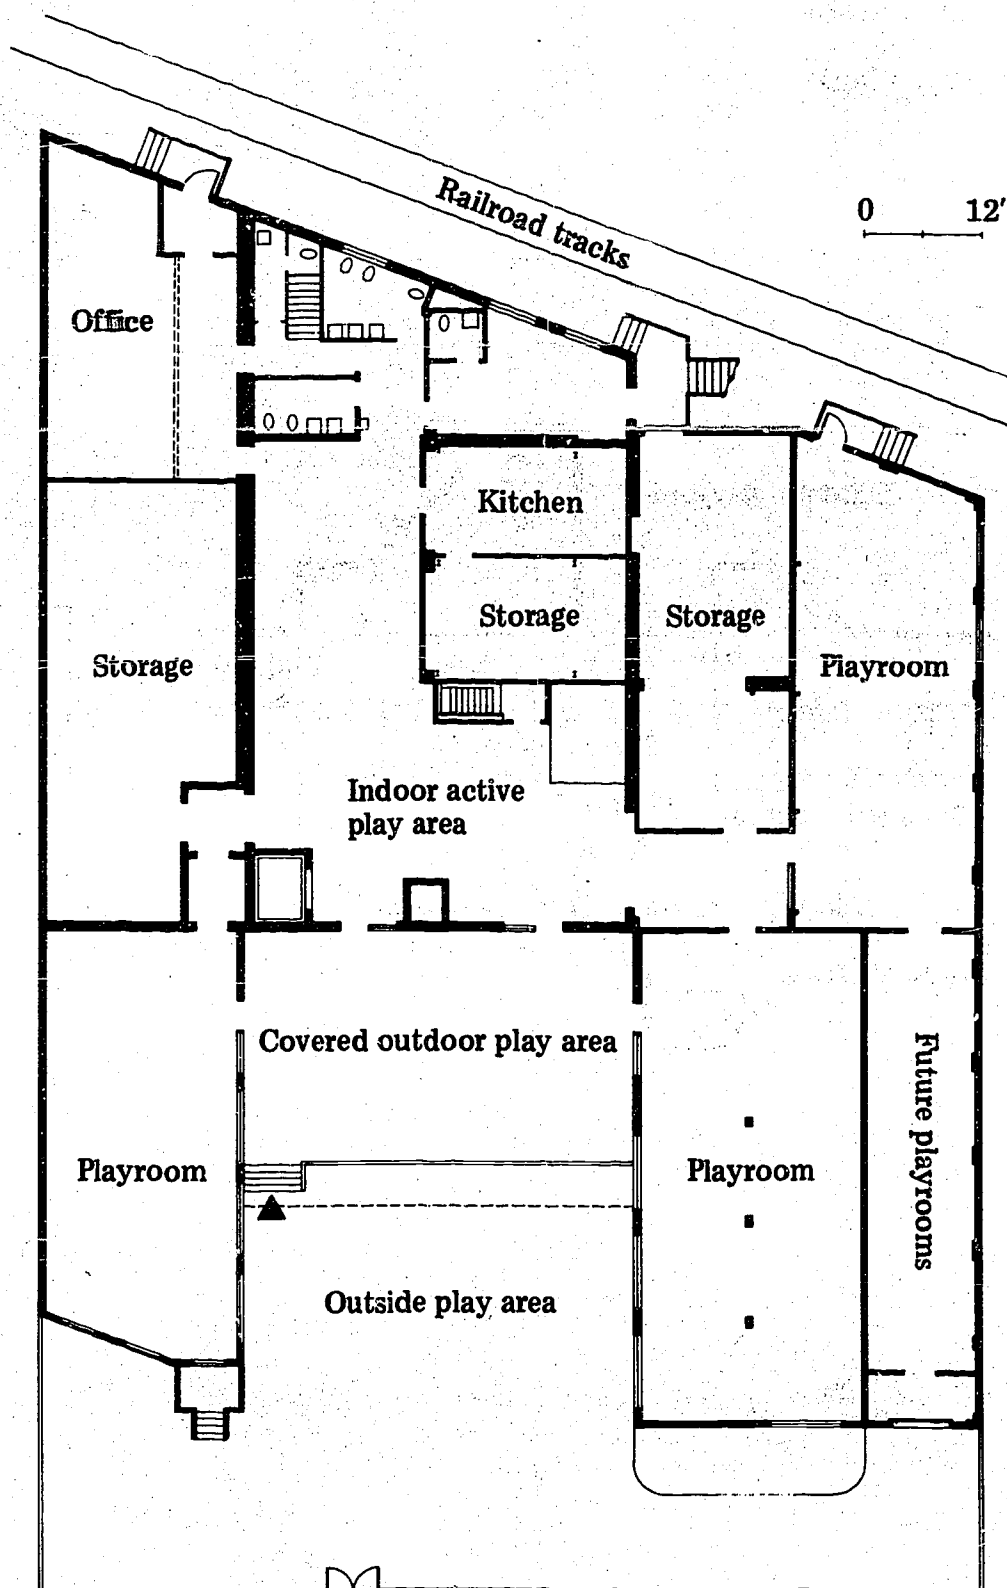 Railroad tracks
0 12'
Office
Kitchen
Storage
Storage
Storage
Playroom
Indoor active
play area
Covered outdoor play area
Future playrooms
Playroom
Playroom
Outside play area